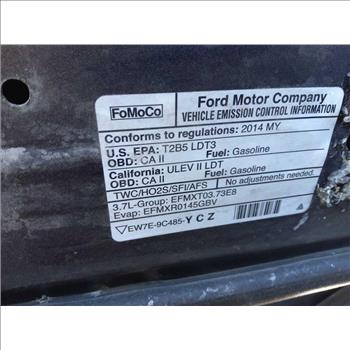 FoMoCo
Ford Motor Company
VEHICLE EMISSION CONTROL INFORMATION
Conforms to regulations: 2014 MY
U.S. EPA: T2B5 LDT3
OBD: CA II Fuel: Gasoline
California: ULEV II LDT
OBD: CA II Fuel: Gasoline
TWC/HO2S/SFI/AFS No adjustments needed.
3.7L-Group: EFMXT03.73E8
Evap: EFMXR0145GBV
EW7E-9C485-Y C Z